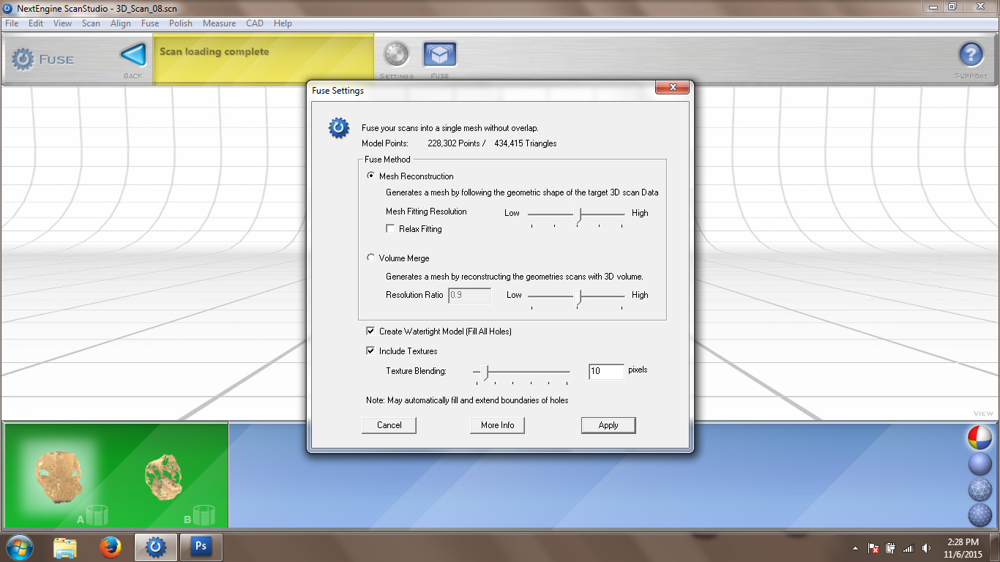 NextEngine ScanStudio - 3D_Scan_08.scn
File Edit View Scan Align Fuse Polish Measure CAD Help
FUSE
BACK
Scan loading complete
SETTINGS
FUSE
SUPPORT
Fuse Settings
Fuse your scans into a single mesh without overlap.
Model Points: 228,302 Points / 434,415 Triangles
Fuse Method
Mesh Reconstruction
Generates a mesh by following the geometric shape of the target 3D scan Data
Mesh Fitting Resolution Low High
Relax Fitting
Volume Merge
Generates a mesh by reconstructing the geometries scans with 3D volume.
Resolution Ratio 0.9 Low High
Create Watertight Model (Fill All Holes)
Include Textures
Texture Blending: 10 pixels
Note: May automatically fill and extend boundaries of holes
Cancel More Info Apply
VIEW
A
B
Ps
2:28 PM
11/6/2015